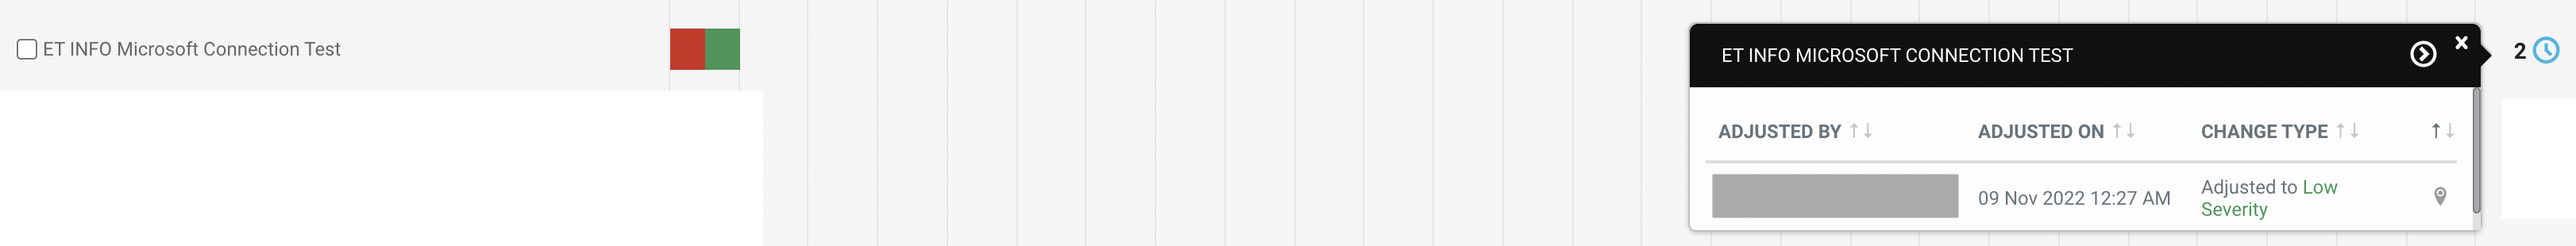 ET INFO Microsoft Connection Test
ET INFO MICROSOFT CONNECTION TEST
2
ADJUSTED BY ADJUSTED ON CHANGE TYPE
09 Nov 2022 12:27 AM
Adjusted to Low
Severity